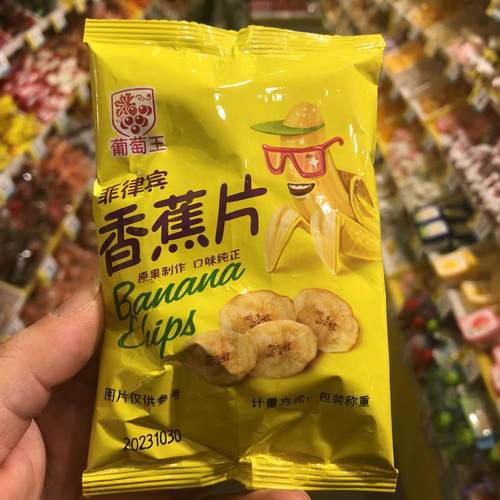 葡萄王
菲律宾
香蕉片
原果制作 口味纯正
Banana
Chips
图片仅供参考
计量方式：包装称重
20231030